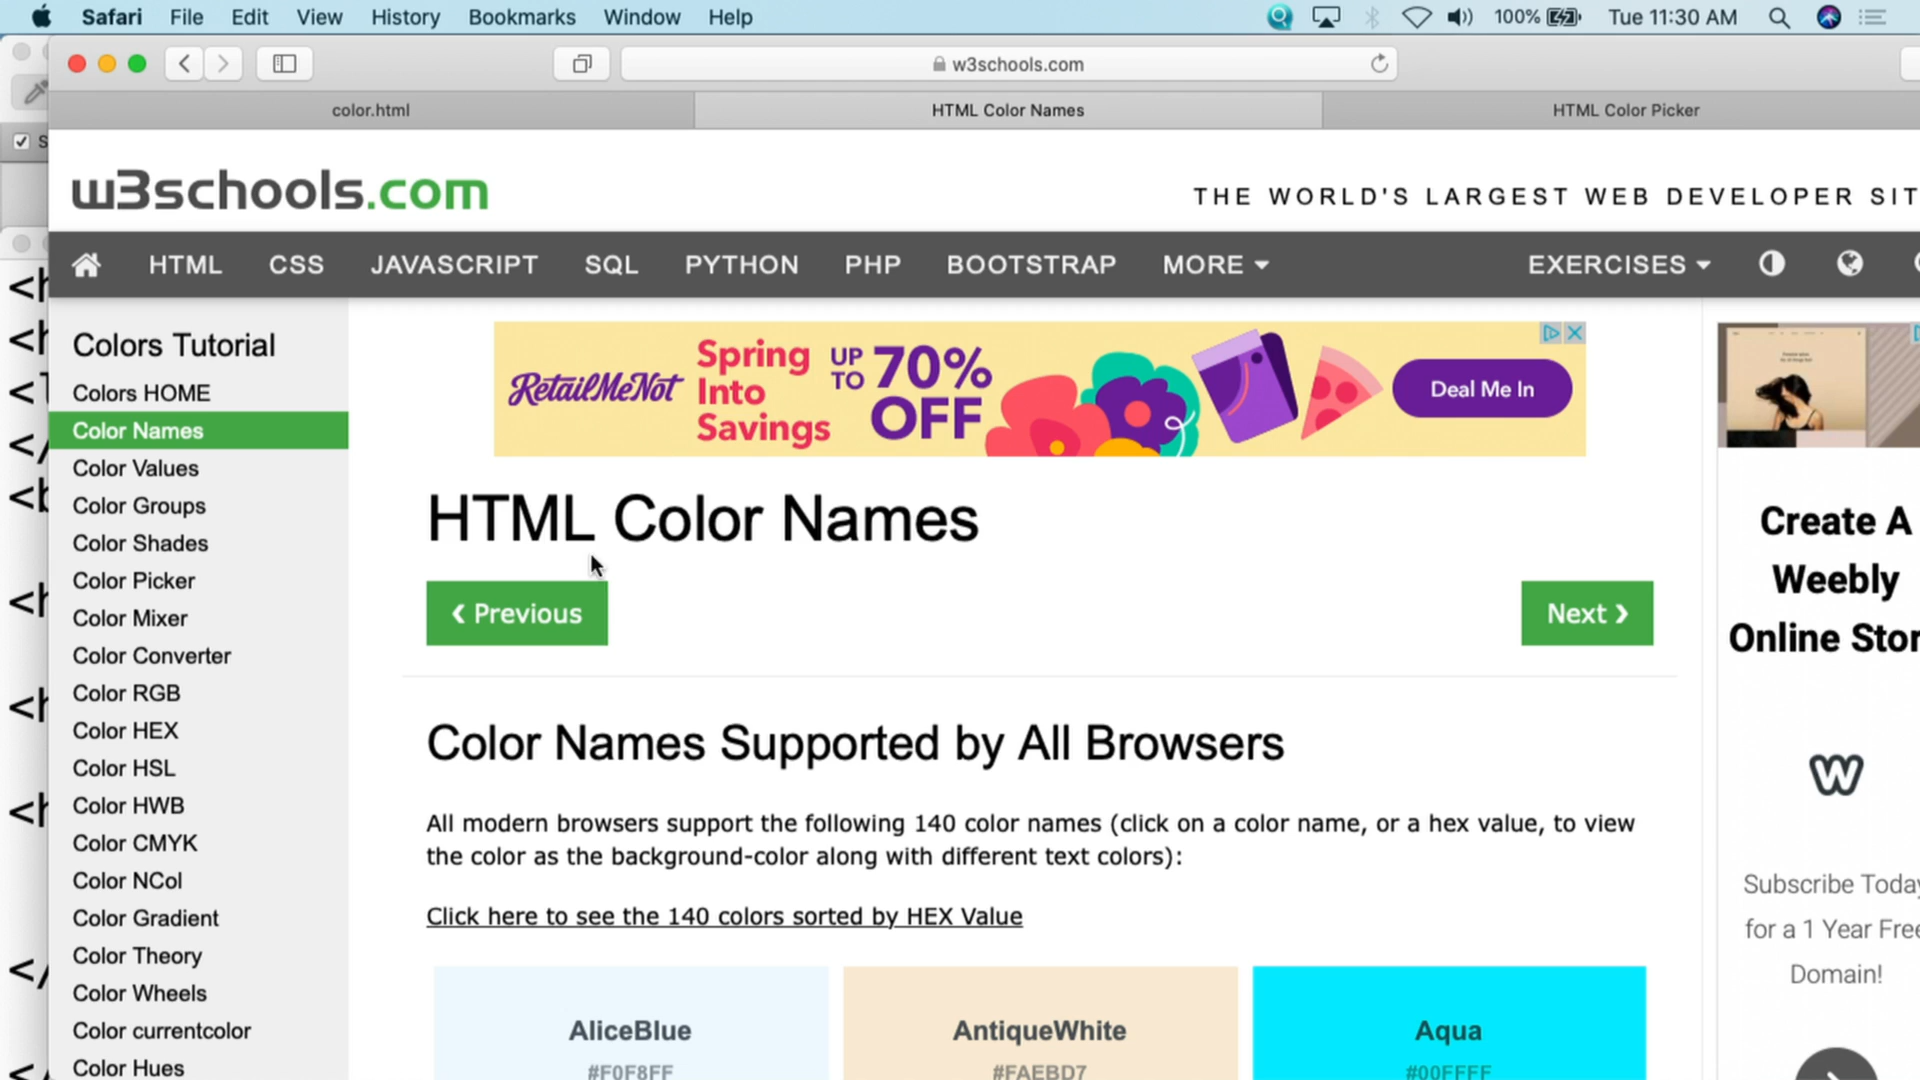 Safari File Edit View History Bookmarks Window Help 100% Tue 11:30 AM
w3schools.com
color.html HTML Color Names HTML Color Picker
w3schools.com
THE WORLD'S LARGEST WEB DEVELOPER SIT
HTML CSS JAVASCRIPT SQL PYTHON PHP BOOTSTRAP MORE EXERCISES
Colors Tutorial
Colors HOME
Color Names
Color Values
Color Groups
Color Shades
Color Picker
Color Mixer
Color Converter
Color RGB
Color HEX
Color HSL
Color HWB
Color CMYK
Color NCol
Color Gradient
Color Theory
Color Wheels
Color currentcolor
Color Hues
RetailMeNot
Spring
Into
Savings
UP
TO
70%
OFF
Deal Me In
HTML Color Names
❮ Previous
Next ❯
Color Names Supported by All Browsers
All modern browsers support the following 140 color names (click on a color name, or a hex value, to view
the color as the background-color along with different text colors):
Click here to see the 140 colors sorted by HEX Value
AliceBlue
#F0F8FF
AntiqueWhite
#FAEBD7
Aqua
#00FFFF
Create A
Weebly
Online Stor
Subscribe Today
for a 1 Year Free
Domain!